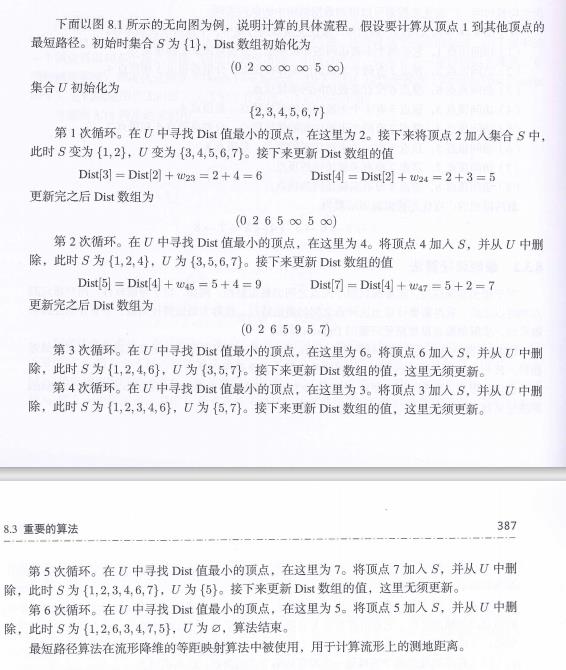 下面以图 8.1 所示的无向图为例，说明计算的具体流程。假设要计算从顶点 1 到其他顶点的
最短路径。初始时集合 S 为 {1}，Dist 数组初始化为
(0 2 ∞ ∞ ∞ 5 ∞)
集合 U 初始化为
{2,3,4,5,6,7}
第 1 次循环。在 U 中寻找 Dist 值最小的顶点，在这里为 2。接下来将顶点 2 加入集合 S 中，
此时 S 变为 {1,2}，U 变为 {3,4,5,6,7}。接下来更新 Dist 数组的值
Dist[3] = Dist[2] + w₂₃ = 2 + 4 = 6 Dist[4] = Dist[2] + w₂₄ = 2 + 3 = 5
更新完之后 Dist 数组为
(0 2 6 5 ∞ 5 ∞)
第 2 次循环。在 U 中寻找 Dist 值最小的顶点，在这里为 4。将顶点 4 加入 S，并从 U 中删
除，此时 S 为 {1,2,4}，U 为 {3,5,6,7}。接下来更新 Dist 数组的值
Dist[5] = Dist[4] + w₄₅ = 5 + 4 = 9 Dist[7] = Dist[4] + w₄₇ = 5 + 2 = 7
更新完之后 Dist 数组为
(0 2 6 5 9 5 7)
第 3 次循环。在 U 中寻找 Dist 值最小的顶点，在这里为 6。将顶点 6 加入 S，并从 U 中删
除，此时 S 为 {1,2,4,6}，U 为 {3,5,7}。接下来更新 Dist 数组的值，这里无须更新。
第 4 次循环。在 U 中寻找 Dist 值最小的顶点，在这里为 3。将顶点 3 加入 S，并从 U 中删
除，此时 S 为 {1,2,3,4,6}，U 为 {5,7}。接下来更新 Dist 数组的值，这里无须更新。
8.3 重要的算法 387
第 5 次循环。在 U 中寻找 Dist 值最小的顶点，在这里为 7。将顶点 7 加入 S，并从 U 中删
除，此时 S 为 {1,2,3,4,6,7}，U 为 {5}。接下来更新 Dist 数组的值，这里无须更新。
第 6 次循环。在 U 中寻找 Dist 值最小的顶点，在这里为 5。将顶点 5 加入 S，并从 U 中删
除，此时 S 为 {1,2,6,3,4,7,5}，U 为 ∅，算法结束。
最短路径算法在流形降维的等距映射算法中被使用，用于计算流形上的测地距离。